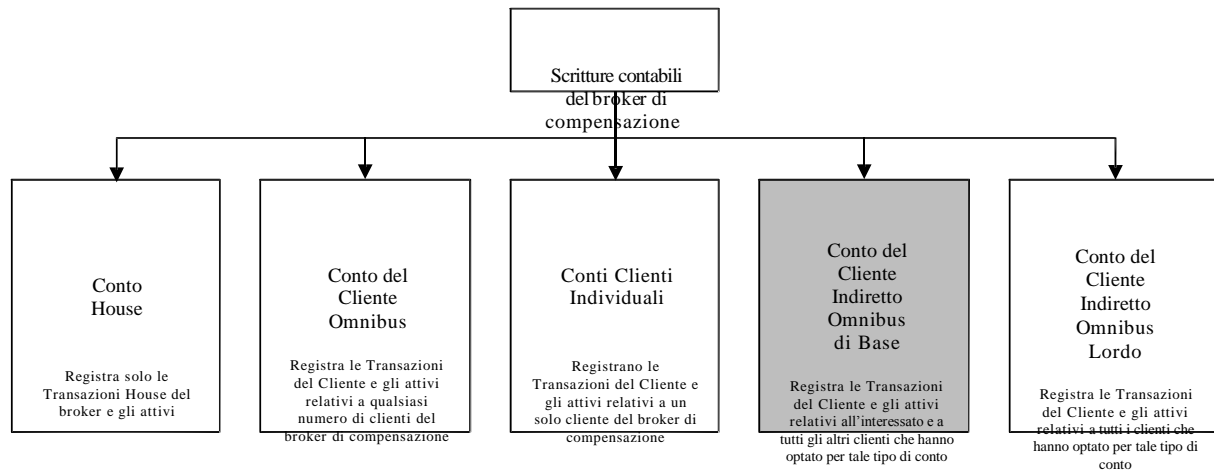 Scritture contabili
del broker di
compensazione
Conto
House
Registra solo le
Transazioni House del
broker e gli attivi
Conto del
Cliente
Omnibus
Registra le Transazioni
del Cliente e gli attivi
relativi a qualsiasi
numero di clienti del
broker di compensazione
Conti Clienti
Individuali
Registrano le
Transazioni del Cliente e
gli attivi relativi a un
solo cliente del broker di
compensazione
Conto del
Cliente
Indiretto
Omnibus
di Base
Registra le Transazioni
del Cliente e gli attivi
relativi all'interessato e a
tutti gli altri clienti che hanno
optato per tale tipo di conto
Conto del
Cliente
Indiretto
Omnibus
Lordo
Registra le Transazioni
del Cliente e gli attivi
relativi a tutti i clienti che
hanno optato per tale tipo di
conto